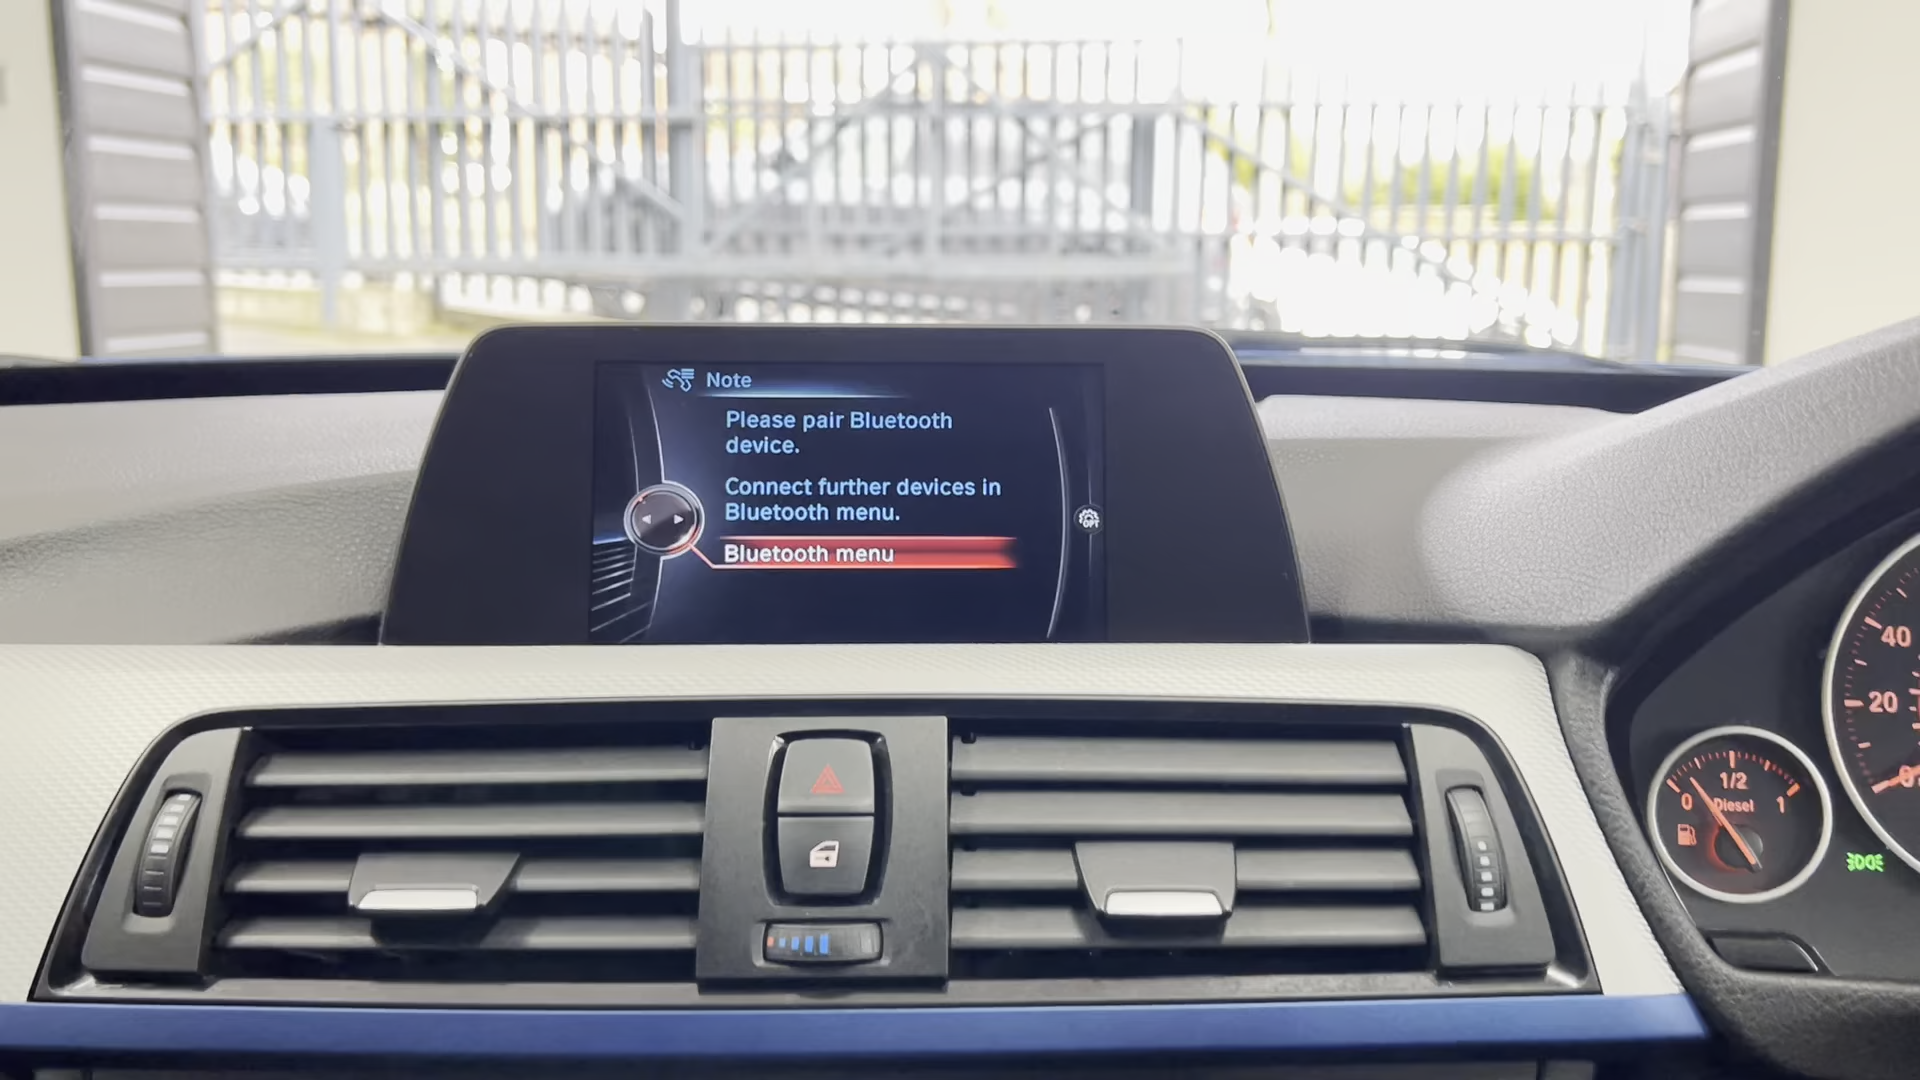 Note
Please pair Bluetooth
device.
Connect further devices in
Bluetooth menu.
Bluetooth menu
OPT
40
20
0
1/2
0
Diesel
1